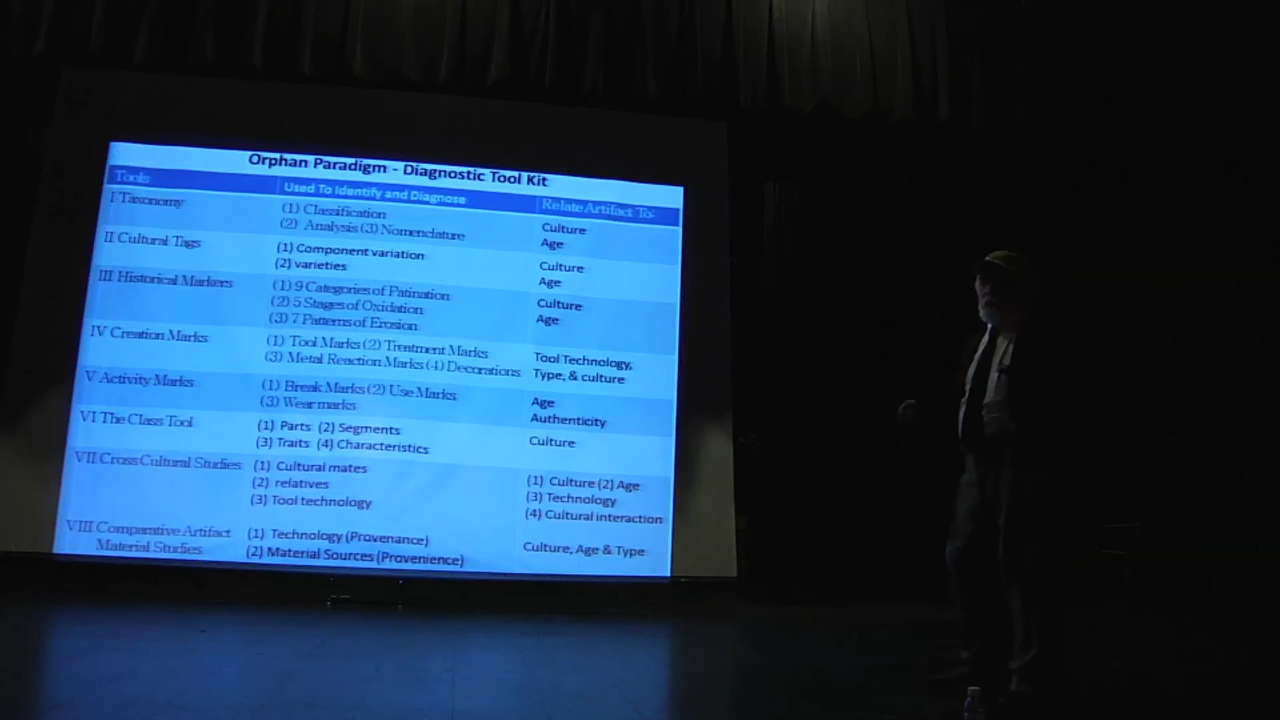 Orphan Paradigm - Diagnostic Tool Kit
Tools Used To Identify and Diagnose Relate Artifact To:
I Taxonomy (1) Classification Culture
(2) Analysis (3) Nomenclature Age
II Cultural Tags (1) Component variation Culture
(2) varieties Age
III Historical Markers (1) 9 Categories of Patination Culture
(2) 5 Stages of Oxidation Age
(3) 7 Patterns of Erosion
IV Creation Marks (1) Tool Marks (2) Treatment Marks Tool Technology,
(3) Metal Reaction Marks (4) Decorations Type, & culture
V Activity Marks (1) Break Marks (2) Use Marks Age
(3) Wear marks Authenticity
VI The Class Tool (1) Parts (2) Segments Culture
(3) Traits (4) Characteristics
VII Cross Cultural Studies (1) Cultural mates (1) Culture (2) Age
(2) relatives (3) Technology
(3) Tool technology (4) Cultural interaction
VIII Comparative Artifact (1) Technology (Provenance) Culture, Age & Type
Material Studies (2) Material Sources (Provenience)